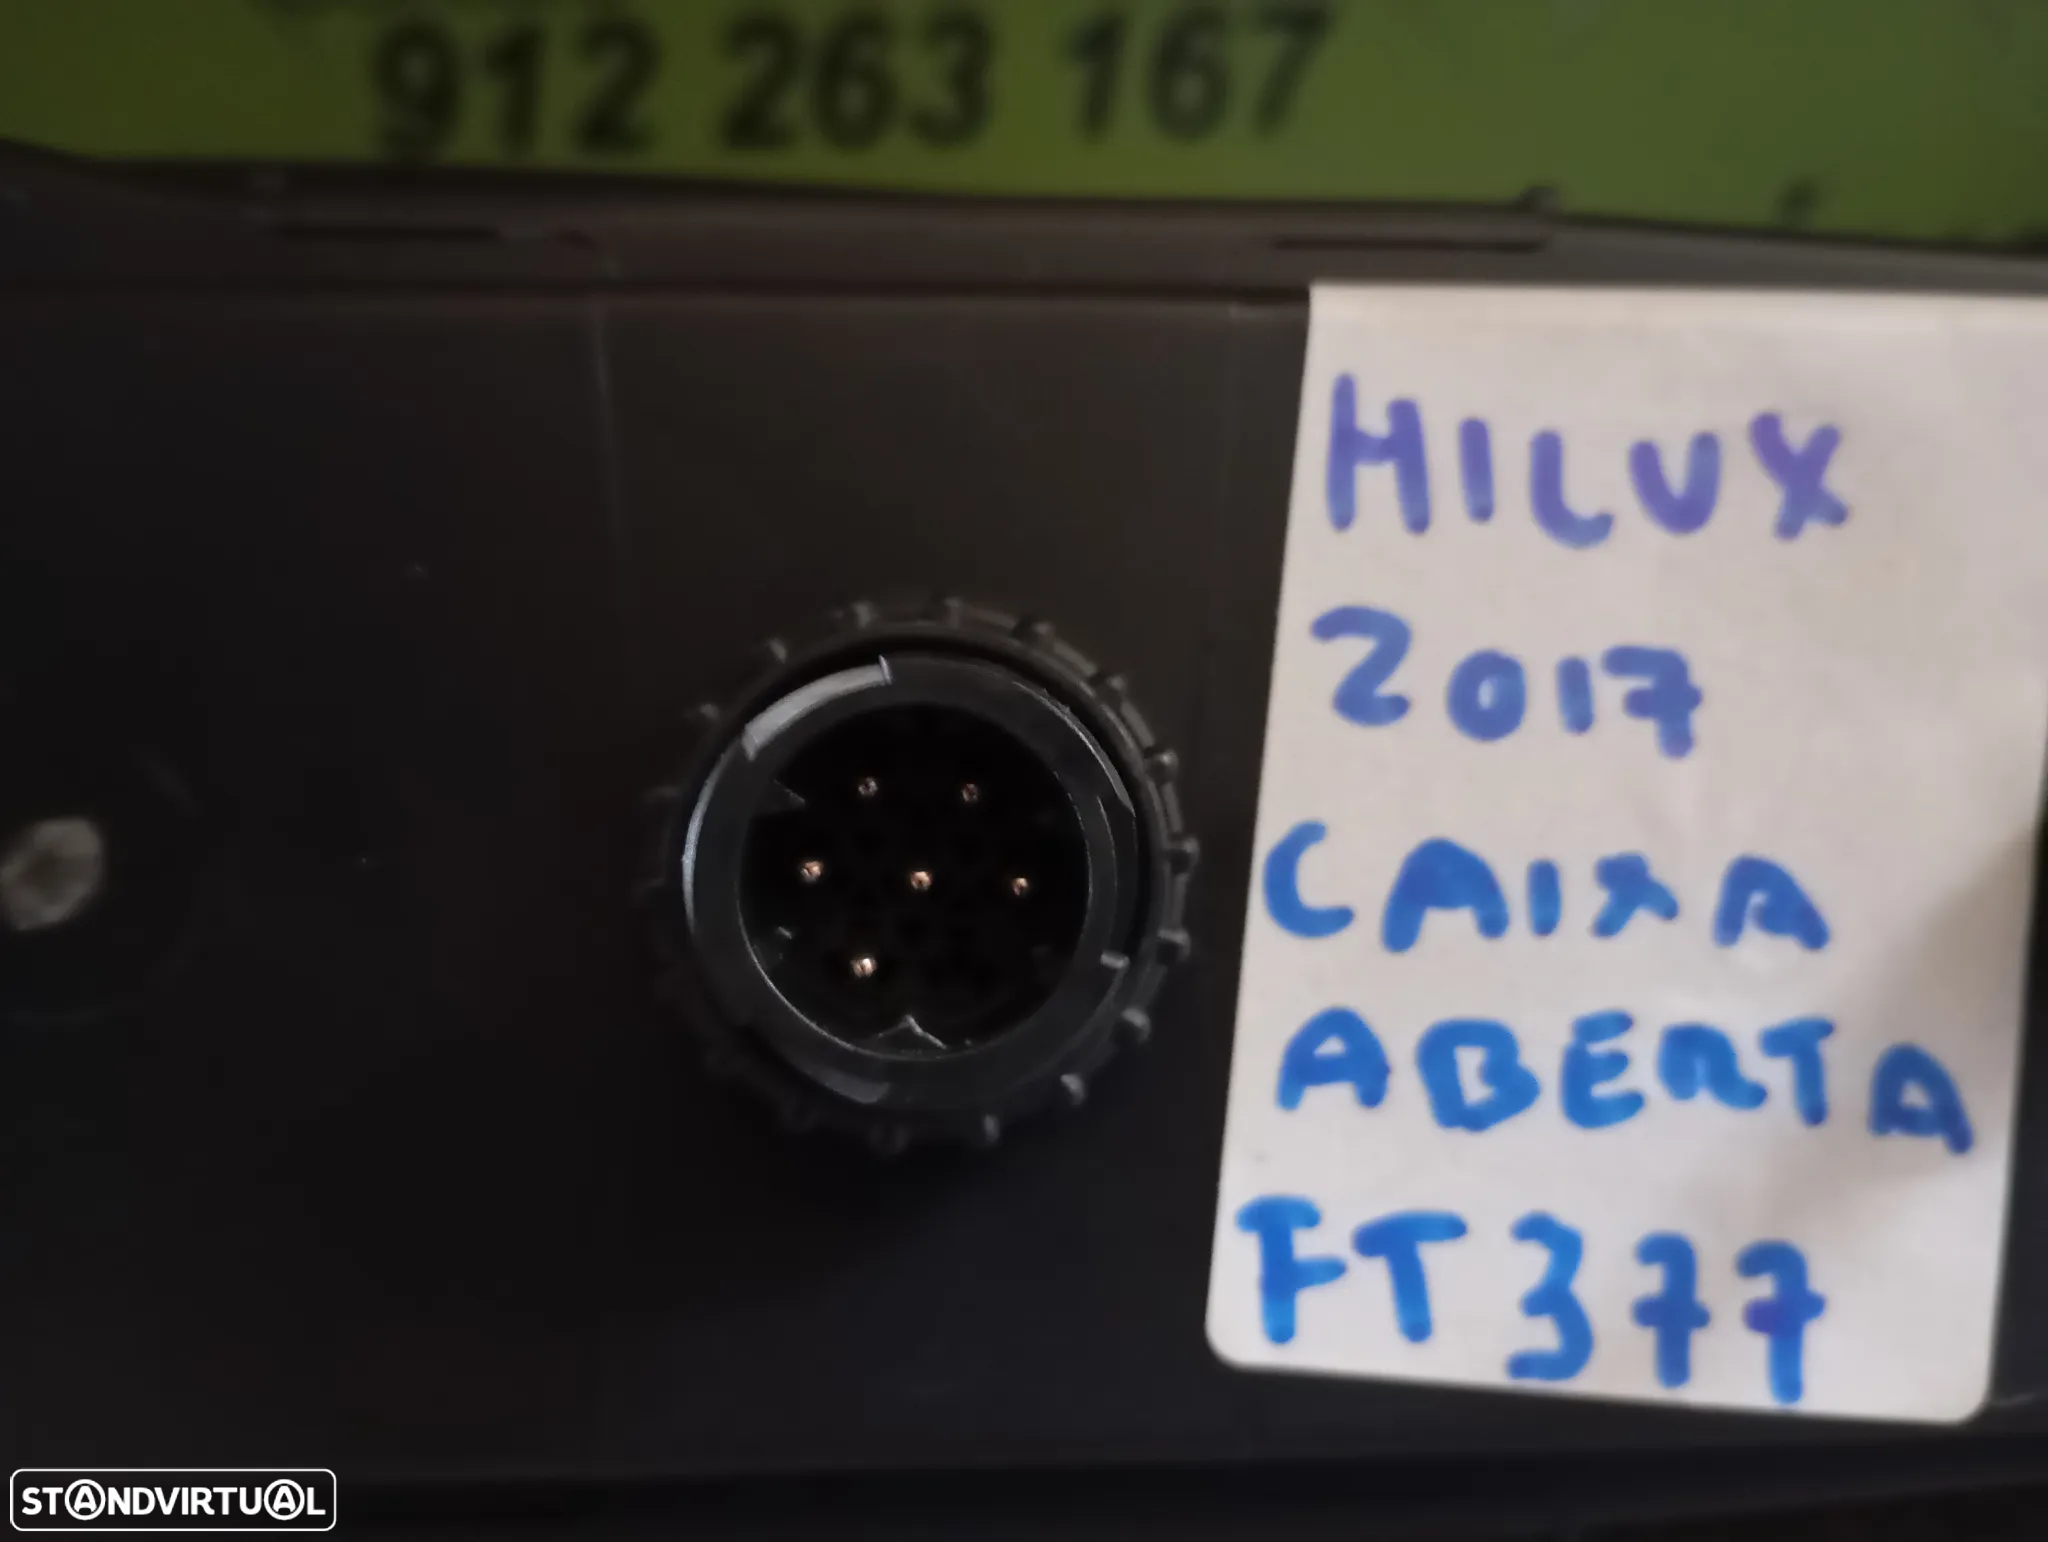 912 263 167
HILUX
2017
CAIXA
ABERTA
FT377
STANDVIRTUAL